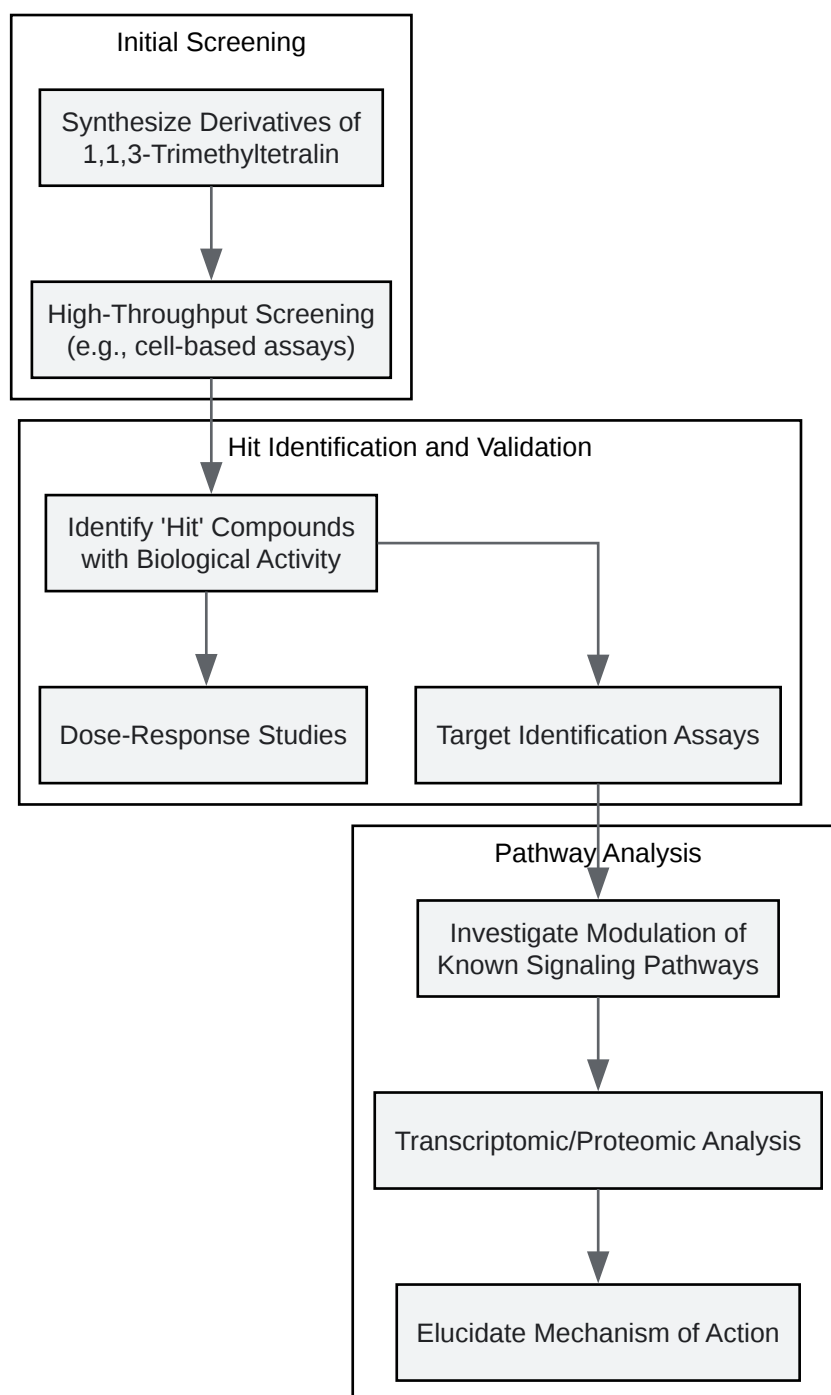 Initial Screening
Synthesize Derivatives of
1,1,3-Trimethyltetralin
High-Throughput Screening
(e.g., cell-based assays)
Hit Identification and Validation
Identify 'Hit' Compounds
with Biological Activity
Dose-Response Studies
Target Identification Assays
Pathway Analysis
Investigate Modulation of
Known Signaling Pathways
Transcriptomic/Proteomic Analysis
Elucidate Mechanism of Action